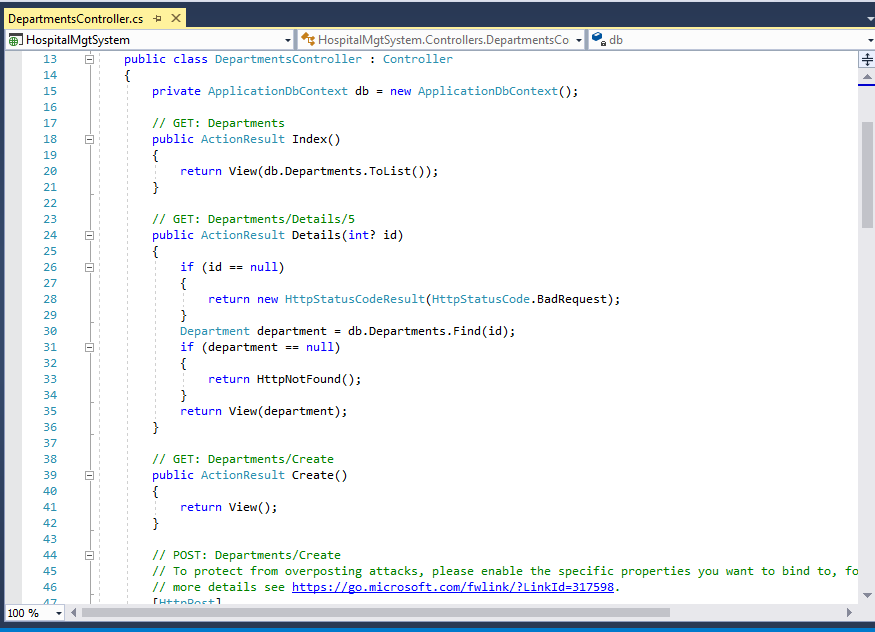 DepartmentsController.cs
HospitalMgtSystem
HospitalMgtSystem.Controllers.DepartmentsCo
db
13 public class DepartmentsController : Controller
14 {
15 private ApplicationDbContext db = new ApplicationDbContext();
16
17 // GET: Departments
18 public ActionResult Index()
19 {
20 return View(db.Departments.ToList());
21 }
22
23 // GET: Departments/Details/5
24 public ActionResult Details(int? id)
25 {
26 if (id == null)
27 {
28 return new HttpStatusCodeResult(HttpStatusCode.BadRequest);
29 }
30 Department department = db.Departments.Find(id);
31 if (department == null)
32 {
33 return HttpNotFound();
34 }
35 return View(department);
36 }
37
38 // GET: Departments/Create
39 public ActionResult Create()
40 {
41 return View();
42 }
43
44 // POST: Departments/Create
45 // To protect from overposting attacks, please enable the specific properties you want to bind to, fo
46 // more details see https://go.microsoft.com/fwlink/?LinkId=317598.
47 [HttpPost]
100 %